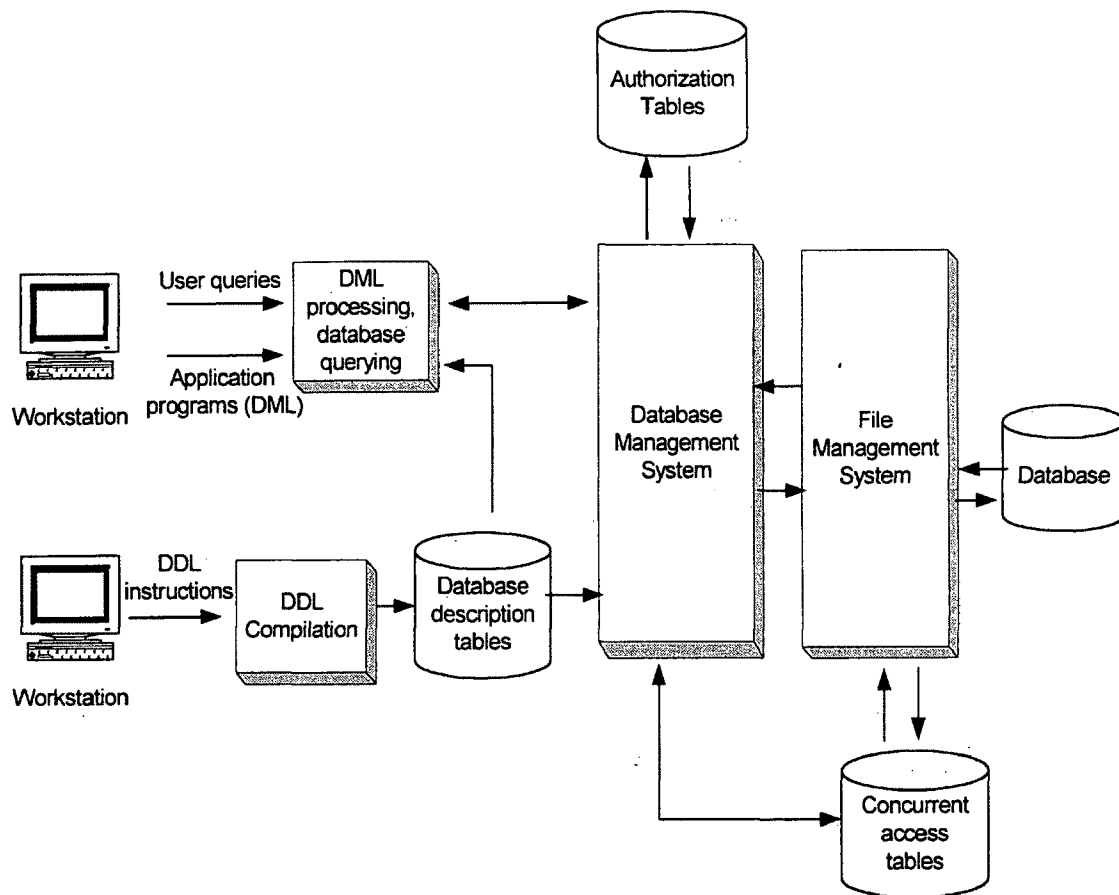 Authorization
Tables
User queries
Application
programs (DML)
Workstation
DML
processing,
database
querying
Database
Management
System
File
Management
System
Database
DDL
instructions
Workstation
DDL
Compilation
Database
description
tables
Concurrent
access
tables